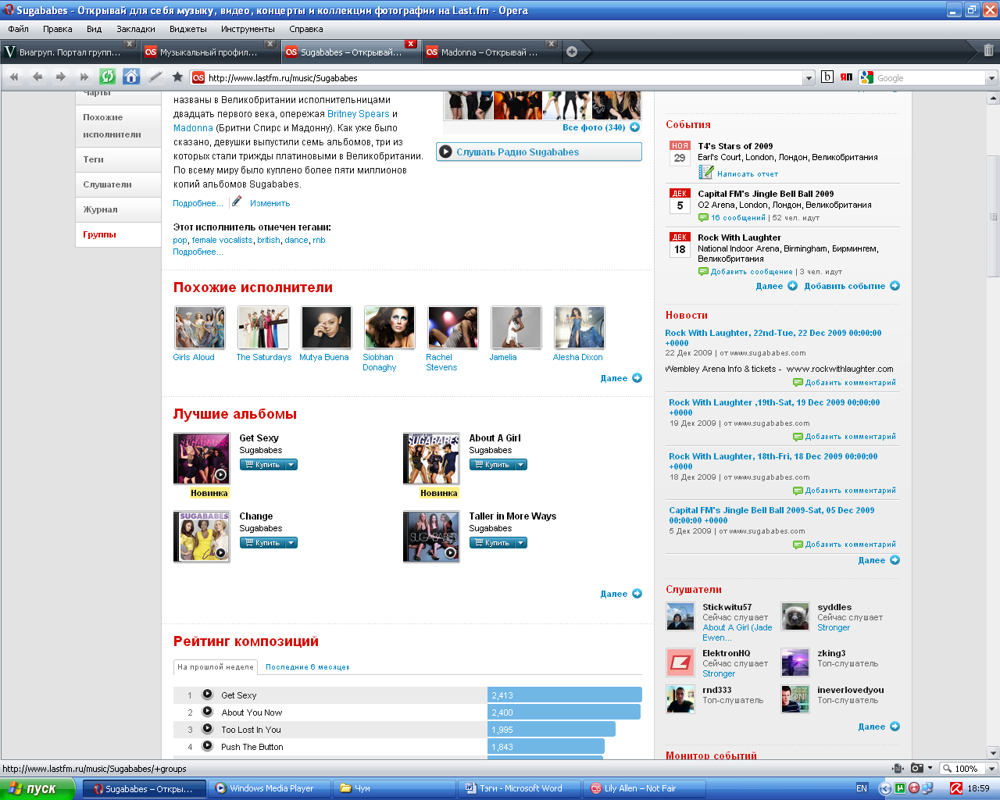 Sugababes - Открывай для себя музыку, видео, концерты и коллекции фотографии на Last.fm - Opera
Файл Правка Вид Закладки Виджеты Инструменты Справка
Виагруп. Портал групп... Музыкальный профил... Sugababes – Открывай... Madonna – Открывай ...
http://www.lastfm.ru/music/Sugababes
Google
Чарты
Похожие
исполнители
Теги
Слушатели
Журнал
Группы
названы в Великобритании исполнительницами
двадцать первого века, опережая Britney Spears и
Madonna (Бритни Спирс и Мадонну). Как уже было
сказано, девушки выпустили семь альбомов, три из
которых стали трижды платиновыми в Великобритании.
По всему миру было куплено более пяти миллионов
копий альбомов Sugababes.
Подробнее... | Изменить
Этот исполнитель отмечен тегами:
pop, female vocalists, british, dance, rnb
Подробнее...
Все фото (340)
Слушать Радио Sugababes
Похожие исполнители
Girls Aloud
The Saturdays
Mutya Buena
Siobhan
Donaghy
Rachel
Stevens
Jamelia
Alesha Dixon
Далее
Лучшие альбомы
SUGABABES
Get Sexy
Sugababes
Купить
Новинка
SUGABABES
About A Girl
Sugababes
Купить
Новинка
SUGABABES
Change
Sugababes
Купить
SUGABABES
Taller in More Ways
Sugababes
Купить
Далее
Рейтинг композиций
На прошлой неделе Последние 6 месяцев
1 Get Sexy 2,413
2 About You Now 2,400
3 Too Lost In You 1,995
4 Push The Button 1,843
События
НОЯ
29
T4's Stars of 2009
Earl's Court, London, Лондон, Великобритания
Написать отчет
ДЕК
5
Capital FM's Jingle Bell Ball 2009
O2 Arena, London, Лондон, Великобритания
16 сообщений | 52 чел. идут
ДЕК
18
Rock With Laughter
National Indoor Arena, Birmingham, Бирмингем,
Великобритания
Добавить сообщение | 3 чел. идут
Далее Добавить событие
Новости
Rock With Laughter, 22nd-Tue, 22 Dec 2009 00:00:00
+0000
22 Дек 2009 | от www.sugababes.com
Wembley Arena Info & tickets - www.rockwithlaughter.com
Добавить комментарий
Rock With Laughter ,19th-Sat, 19 Dec 2009 00:00:00
+0000
19 Дек 2009 | от www.sugababes.com
Добавить комментарий
Rock With Laughter, 18th-Fri, 18 Dec 2009 00:00:00
+0000
18 Дек 2009 | от www.sugababes.com
Добавить комментарий
Capital FM's Jingle Bell Ball 2009-Sat, 05 Dec 2009
00:00:00 +0000
5 Дек 2009 | от www.sugababes.com
Добавить комментарий
Далее
Слушатели
Stickwitu57
Сейчас слушает
About A Girl (Jade
Ewen...
syddles
Сейчас слушает
Stronger
ElektronHQ
Сейчас слушает
Stronger
zking3
Топ-слушатель
rnd333
Топ-слушатель
ineverlovedyou
Топ-слушатель
Далее
Монитор событий
http://www.lastfm.ru/music/Sugababes/+groups
100%
пуск
Sugababes – Откры...
Windows Media Player
Чум
Тэги - Microsoft Word
Lily Allen – Not Fair
EN
18:59